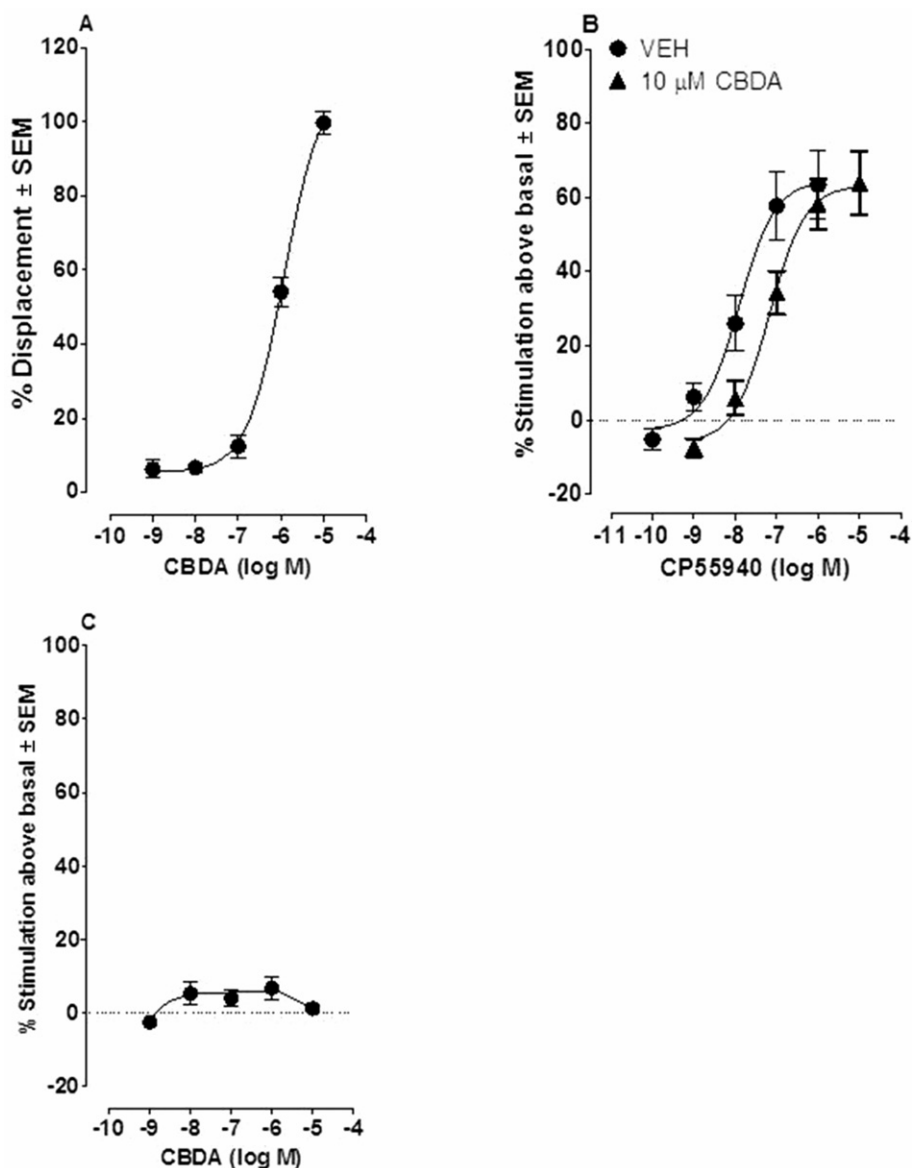 A
% Displacement ± SEM
120
100
80
60
40
20
0
-10 -9 -8 -7 -6 -5 -4
CBDA (log M)
B
VEH
10 µM CBDA
% Stimulation above basal ± SEM
100
80
60
40
20
0
-20
-11 -10 -9 -8 -7 -6 -5 -4
CP55940 (log M)
C
% Stimulation above basal ± SEM
100
80
60
40
20
0
-20
-10 -9 -8 -7 -6 -5 -4
CBDA (log M)